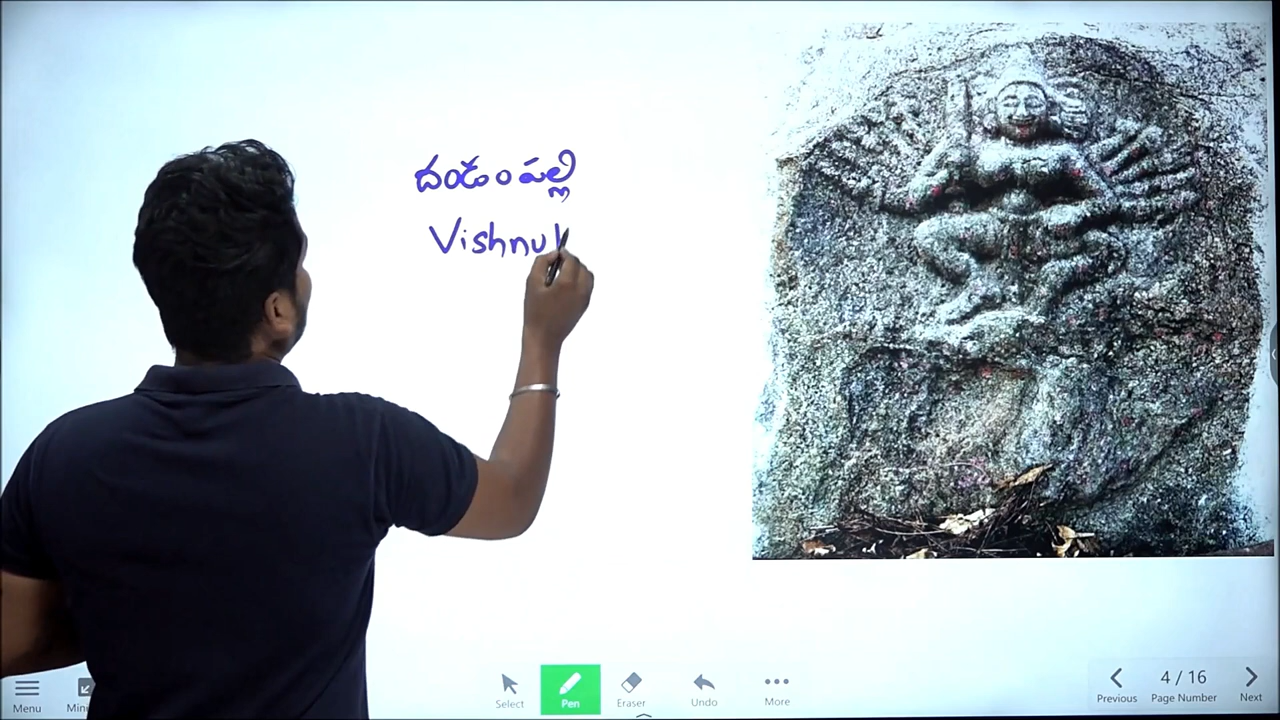 దండంపల్లి
Vishnu
Menu
Select
Pen
Eraser
Undo
More
Previous
4 / 16
Page Number
Next